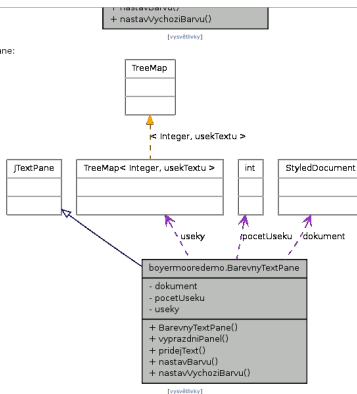 + nastavBarvu()
+ nastavVychoziBarvu()
[vysvětlivky]
ane:
TreeMap
< Integer, usekTextu >
JTextPane
TreeMap< Integer, usekTextu >
int
StyledDocument
useky
pocetUseku
dokument
boyermooredemo.BarevnyTextPane
- dokument
- pocetUseku
- useky
+ BarevnyTextPane()
+ vyprazdniPanel()
+ pridejText()
+ nastavBarvu()
+ nastavVychoziBarvu()
[vysvětlivky]